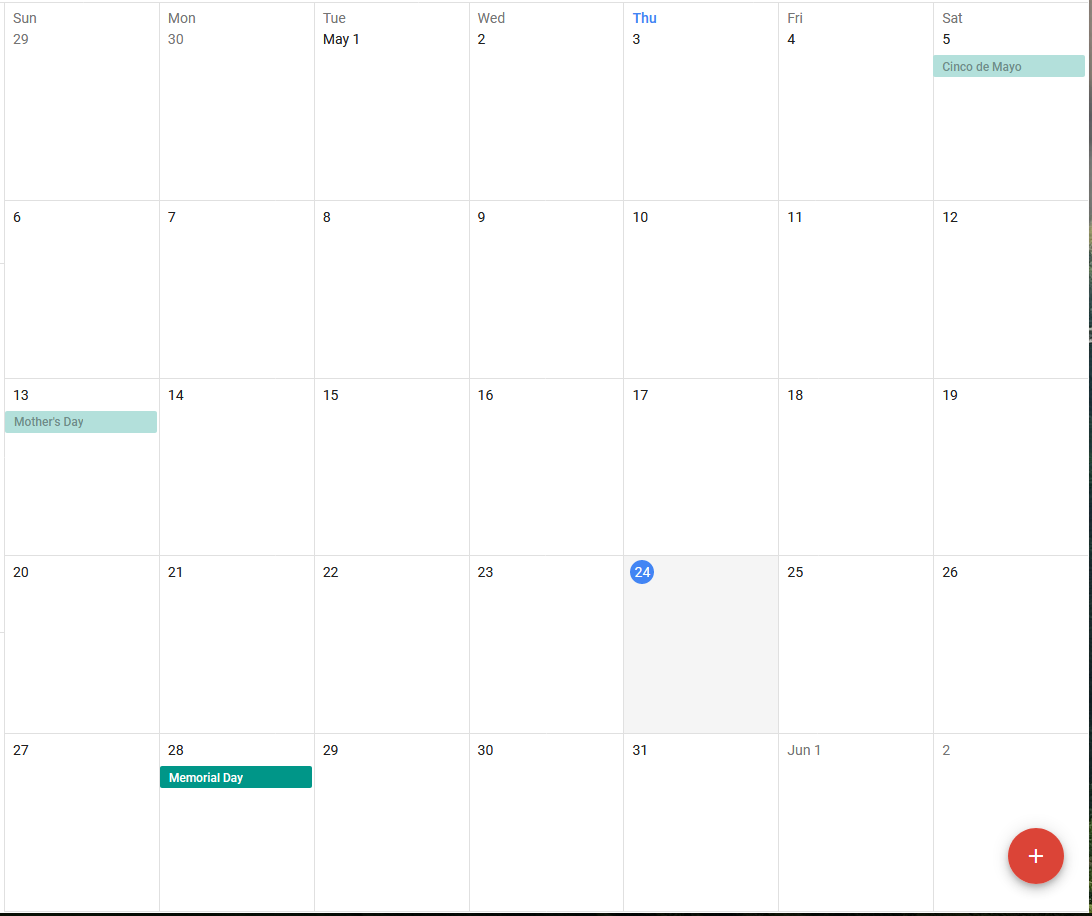 Sun Mon Tue Wed Thu Fri Sat
29 30 May 1 2 3 4 5
Cinco de Mayo
6 7 8 9 10 11 12
13 14 15 16 17 18 19
Mother's Day
20 21 22 23 24 25 26
27 28 29 30 31 Jun 1 2
Memorial Day
+